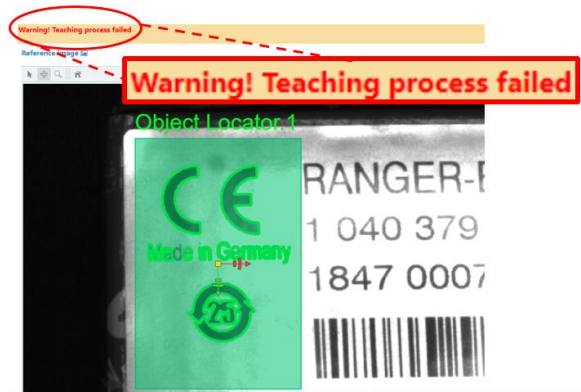 Warning! Teaching process failed
Reference Image
Warning! Teaching process failed
Object Locator.1
CE
RANGER-E
Made in Germany
1 040 379
1847 0007
25